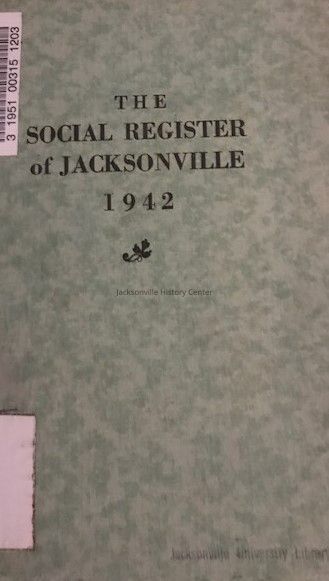 3 1951 00315 1203
THE
SOCIAL REGISTER
of JACKSONVILLE
1942
Jacksonville History Center
Jacksonville University Library